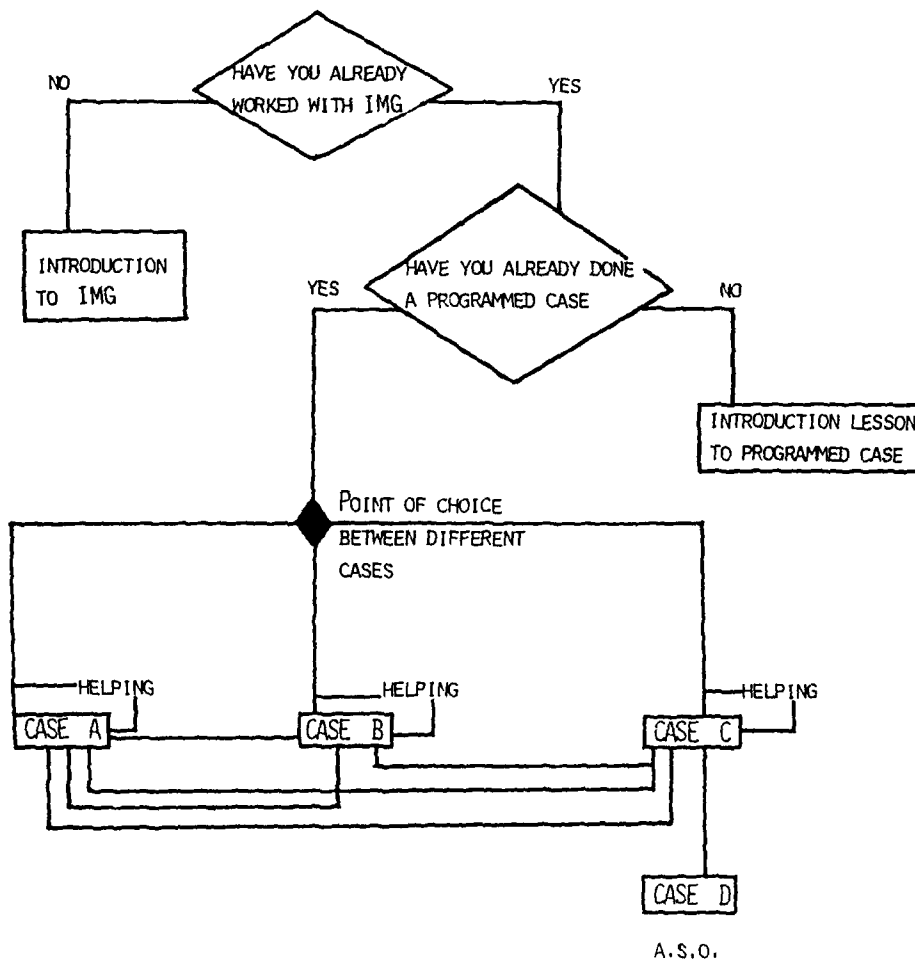 HAVE YOU ALREADY
WORKED WITH IMG
NO
YES
INTRODUCTION
TO IMG
HAVE YOU ALREADY DONE
A PROGRAMMED CASE
YES
NO
INTRODUCTION LESSON
TO PROGRAMMED CASE
POINT OF CHOICE
BETWEEN DIFFERENT
CASES
HELPING
HELPING
HELPING
CASE A
CASE B
CASE C
CASE D
A.S.O.